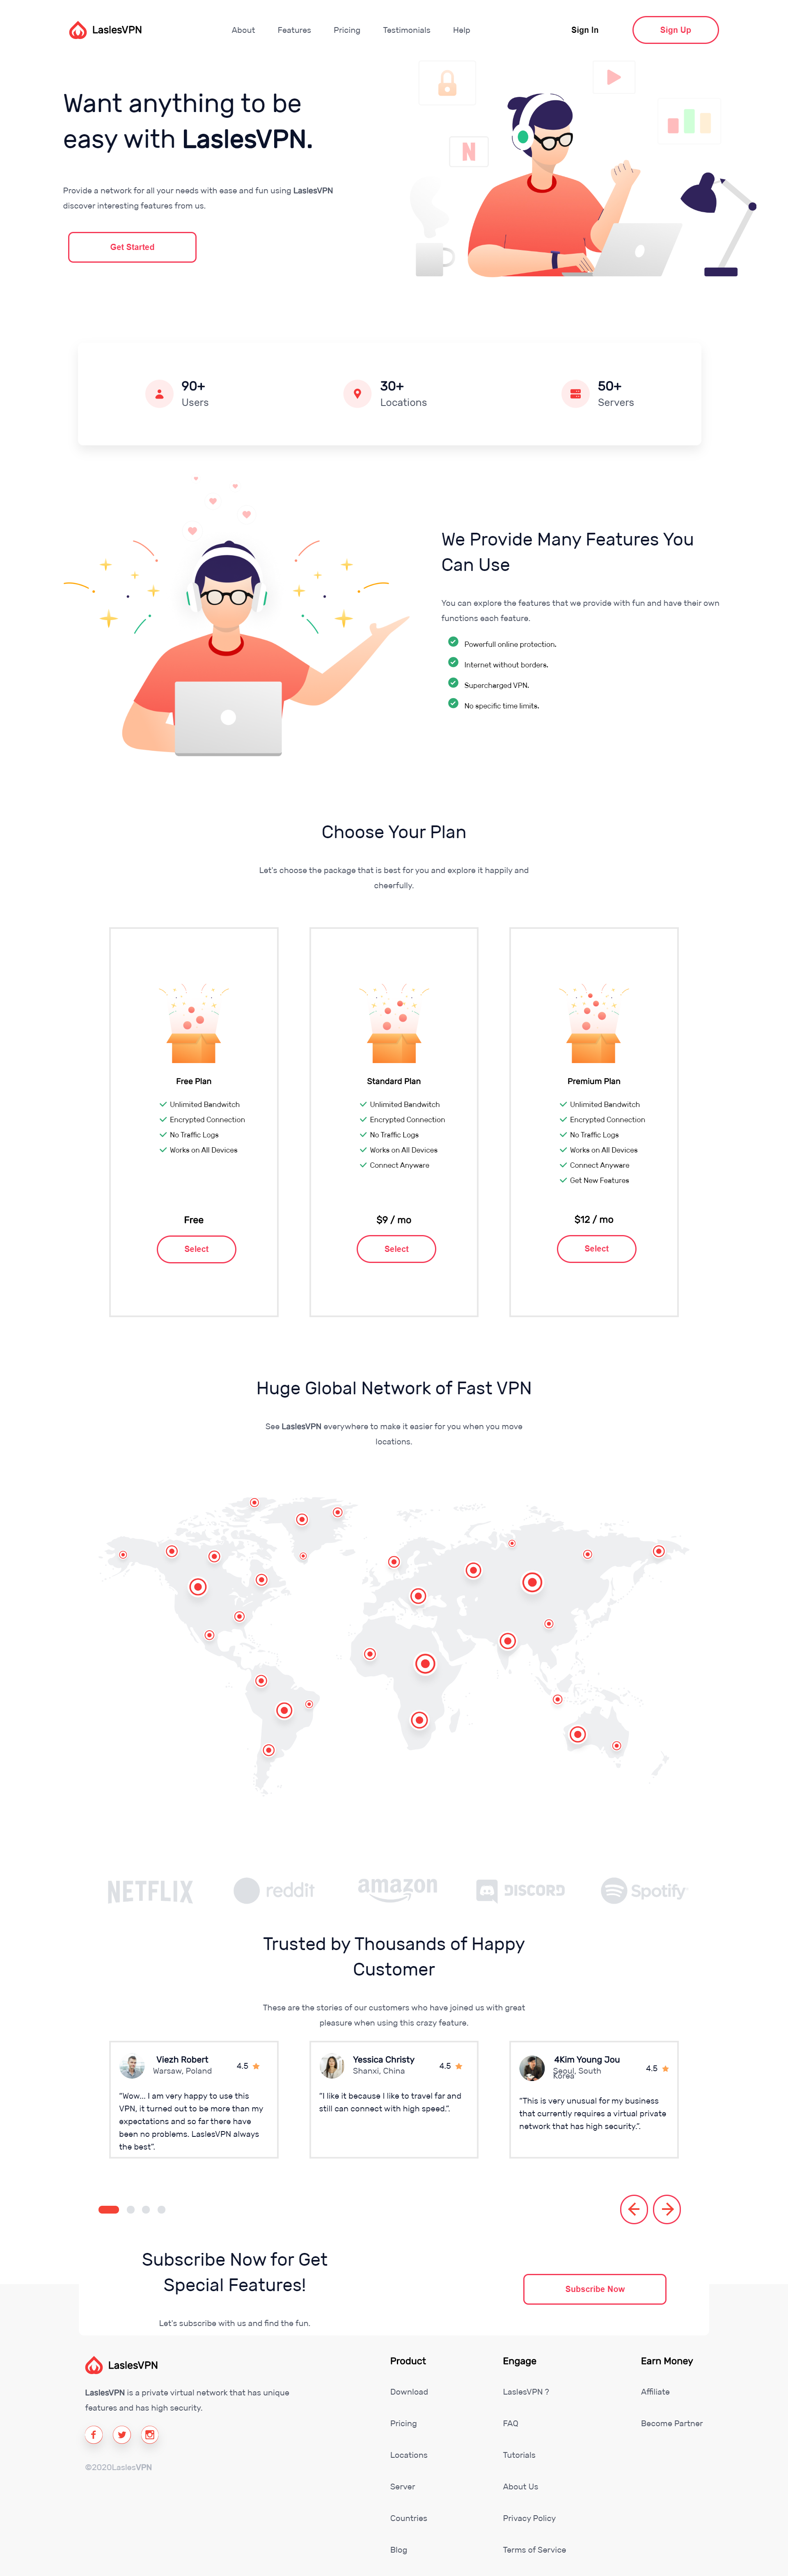 LaslesVPN
About Features Pricing Testimonials Help
Sign In
Sign Up
Want anything to be
easy with LaslesVPN.
Provide a network for all your needs with ease and fun using LaslesVPN
discover interesting features from us.
Get Started
N
90+
Users
30+
Locations
50+
Servers
We Provide Many Features You
Can Use
You can explore the features that we provide with fun and have their own
functions each feature.
Powerfull online protection.
Internet without borders.
Supercharged VPN.
No specific time limits.
Choose Your Plan
Let's choose the package that is best for you and explore it happily and
cheerfully.
Free Plan
Unlimited Bandwitch
Encrypted Connection
No Traffic Logs
Works on All Devices
Free
Select
Standard Plan
Unlimited Bandwitch
Encrypted Connection
No Traffic Logs
Works on All Devices
Connect Anyware
$9 / mo
Select
Premium Plan
Unlimited Bandwitch
Encrypted Connection
No Traffic Logs
Works on All Devices
Connect Anyware
Get New Features
$12 / mo
Select
Huge Global Network of Fast VPN
See LaslesVPN everywhere to make it easier for you when you move
locations.
NETFLIX
reddit
amazon
DISCORD
Spotify
Trusted by Thousands of Happy
Customer
These are the stories of our customers who have joined us with great
pleasure when using this crazy feature.
Viezh Robert
Warsaw, Poland
4.5
“Wow... I am very happy to use this
VPN, it turned out to be more than my
expectations and so far there have
been no problems. LaslesVPN always
the best”.
Yessica Christy
Shanxi, China
4.5
“I like it because I like to travel far and
still can connect with high speed.”.
4Kim Young Jou
Seoul, South
Korea
4.5
“This is very unusual for my business
that currently requires a virtual private
network that has high security.”.
Subscribe Now for Get
Special Features!
Let's subscribe with us and find the fun.
Subscribe Now
LaslesVPN
LaslesVPN is a private virtual network that has unique
features and has high security.
©2020LaslesVPN
Product
Download
Pricing
Locations
Server
Countries
Blog
Engage
LaslesVPN ?
FAQ
Tutorials
About Us
Privacy Policy
Terms of Service
Earn Money
Affiliate
Become Partner